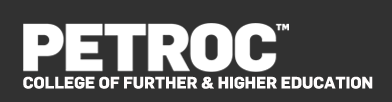 PETROC™
COLLEGE OF FURTHER & HIGHER EDUCATION